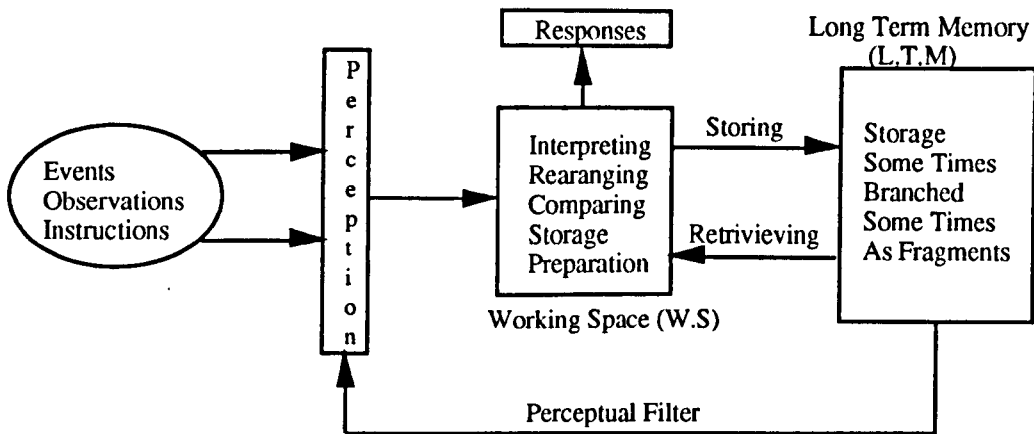 Responses
Long Term Memory
(L.T.M)
Perception
Events
Observations
Instructions
Interpreting
Rearanging
Comparing
Storage
Preparation
Storing
Retrivieving
Storage
Some Times
Branched
Some Times
As Fragments
Working Space (W.S)
Perceptual Filter